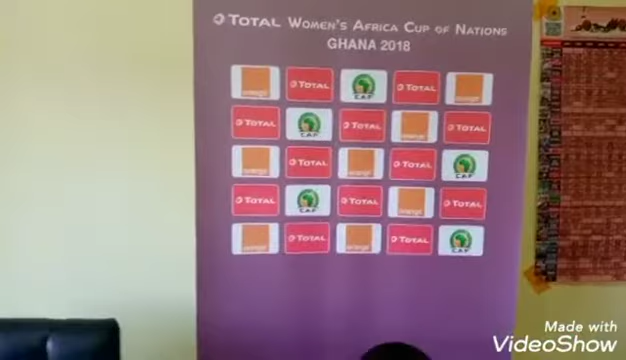 TOTAL WOMEN'S AFRICA CUP OF NATIONS
GHANA 2018
orange TOTAL CAF TOTAL orange
TOTAL CAF TOTAL orange TOTAL
orange TOTAL orange TOTAL CAF
TOTAL CAF TOTAL orange TOTAL
orange TOTAL orange TOTAL CAF
Made with
VideoShow